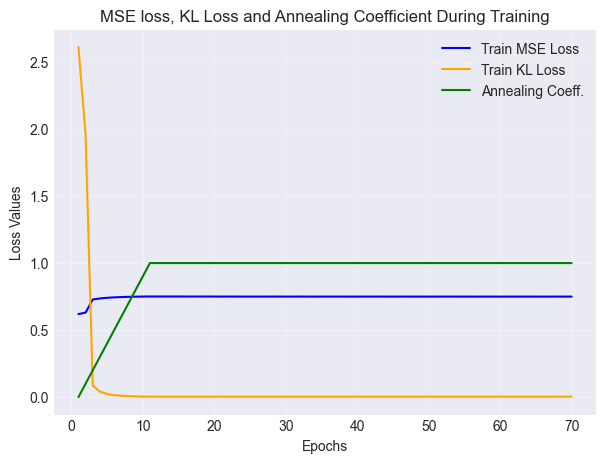 MSE loss, KL Loss and Annealing Coefficient During Training
Train MSE Loss
Train KL Loss
Annealing Coeff.
Loss Values
2.5
2.0
1.5
1.0
0.5
0.0
0 10 20 30 40 50 60 70
Epochs